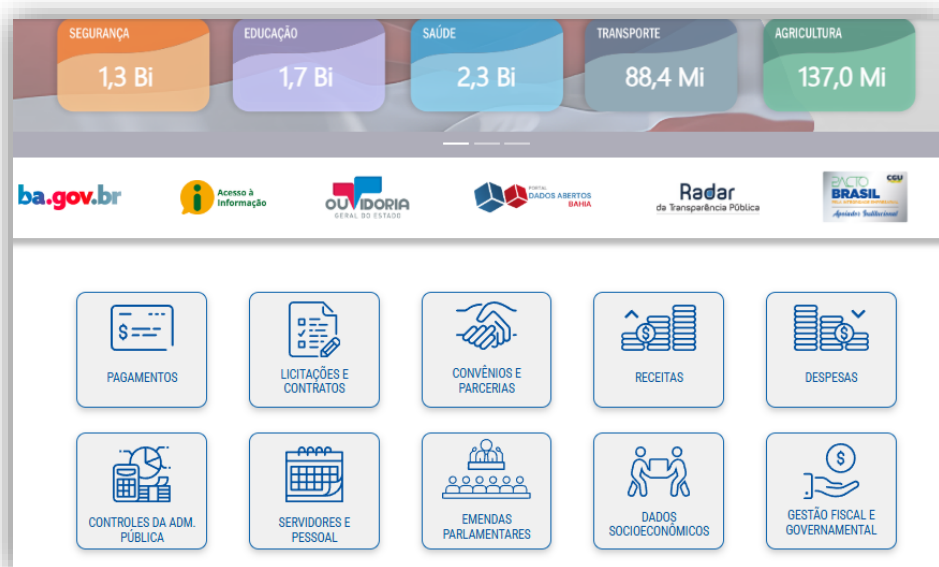 SEGURANÇA
1,3 Bi
EDUCAÇÃO
1,7 Bi
SAÚDE
2,3 Bi
TRANSPORTE
88,4 Mi
AGRICULTURA
137,0 Mi
ba.gov.br
Acesso à
Informação
OUVIDORIA
GERAL DO ESTADO
PORTAL
DADOS ABERTOS
BAHIA
Radar
da Transparência Pública
PACTO
BRASIL
CGU
Apoiador Institucional
PAGAMENTOS
LICITAÇÕES E
CONTRATOS
CONVÊNIOS E
PARCERIAS
RECEITAS
DESPESAS
CONTROLES DA ADM.
PÚBLICA
SERVIDORES E
PESSOAL
EMENDAS
PARLAMENTARES
DADOS
SOCIOECONÔMICOS
GESTÃO FISCAL E
GOVERNAMENTAL